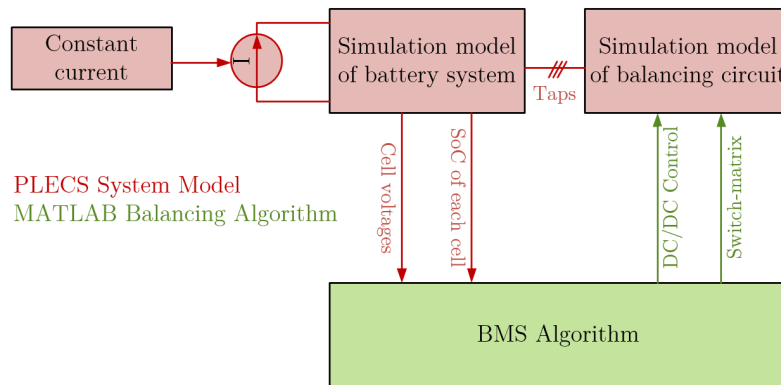 Constant
current
I
Simulation model
of battery system
Taps
Simulation model
of balancing circuit
Cell voltages
SoC of each cell
DC/DC Control
Switch-matrix
PLECS System Model
MATLAB Balancing Algorithm
BMS Algorithm